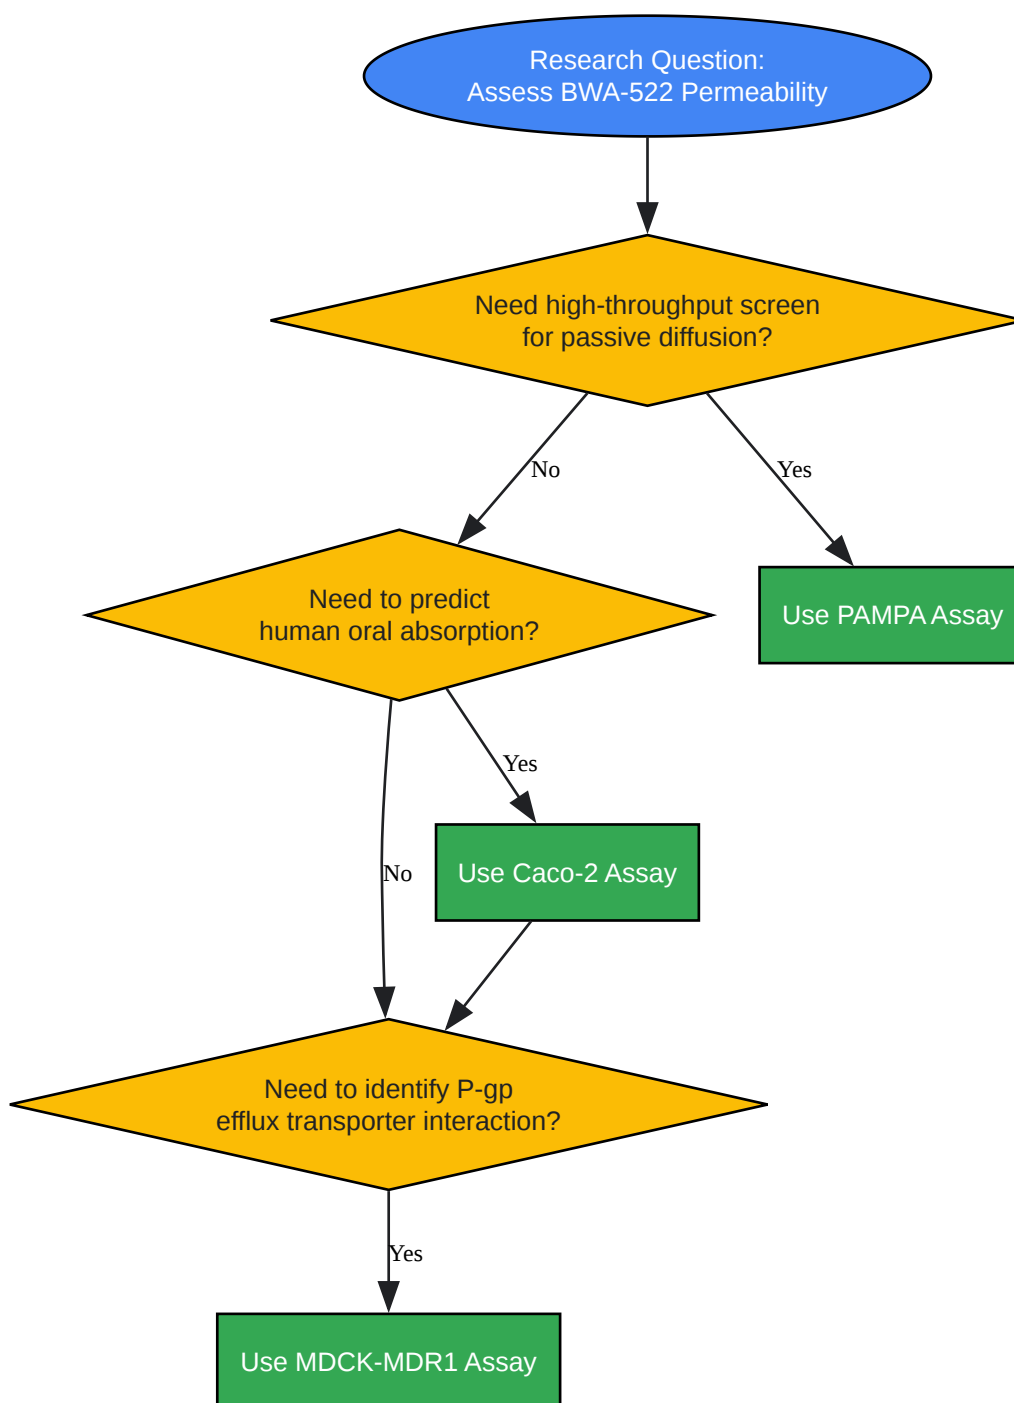 Research Question:
Assess BWA-522 Permeability
Need high-throughput screen
for passive diffusion?
No
Yes
Need to predict
human oral absorption?
Use PAMPA Assay
Yes
Use Caco-2 Assay
No
Need to identify P-gp
efflux transporter interaction?
Yes
Use MDCK-MDR1 Assay